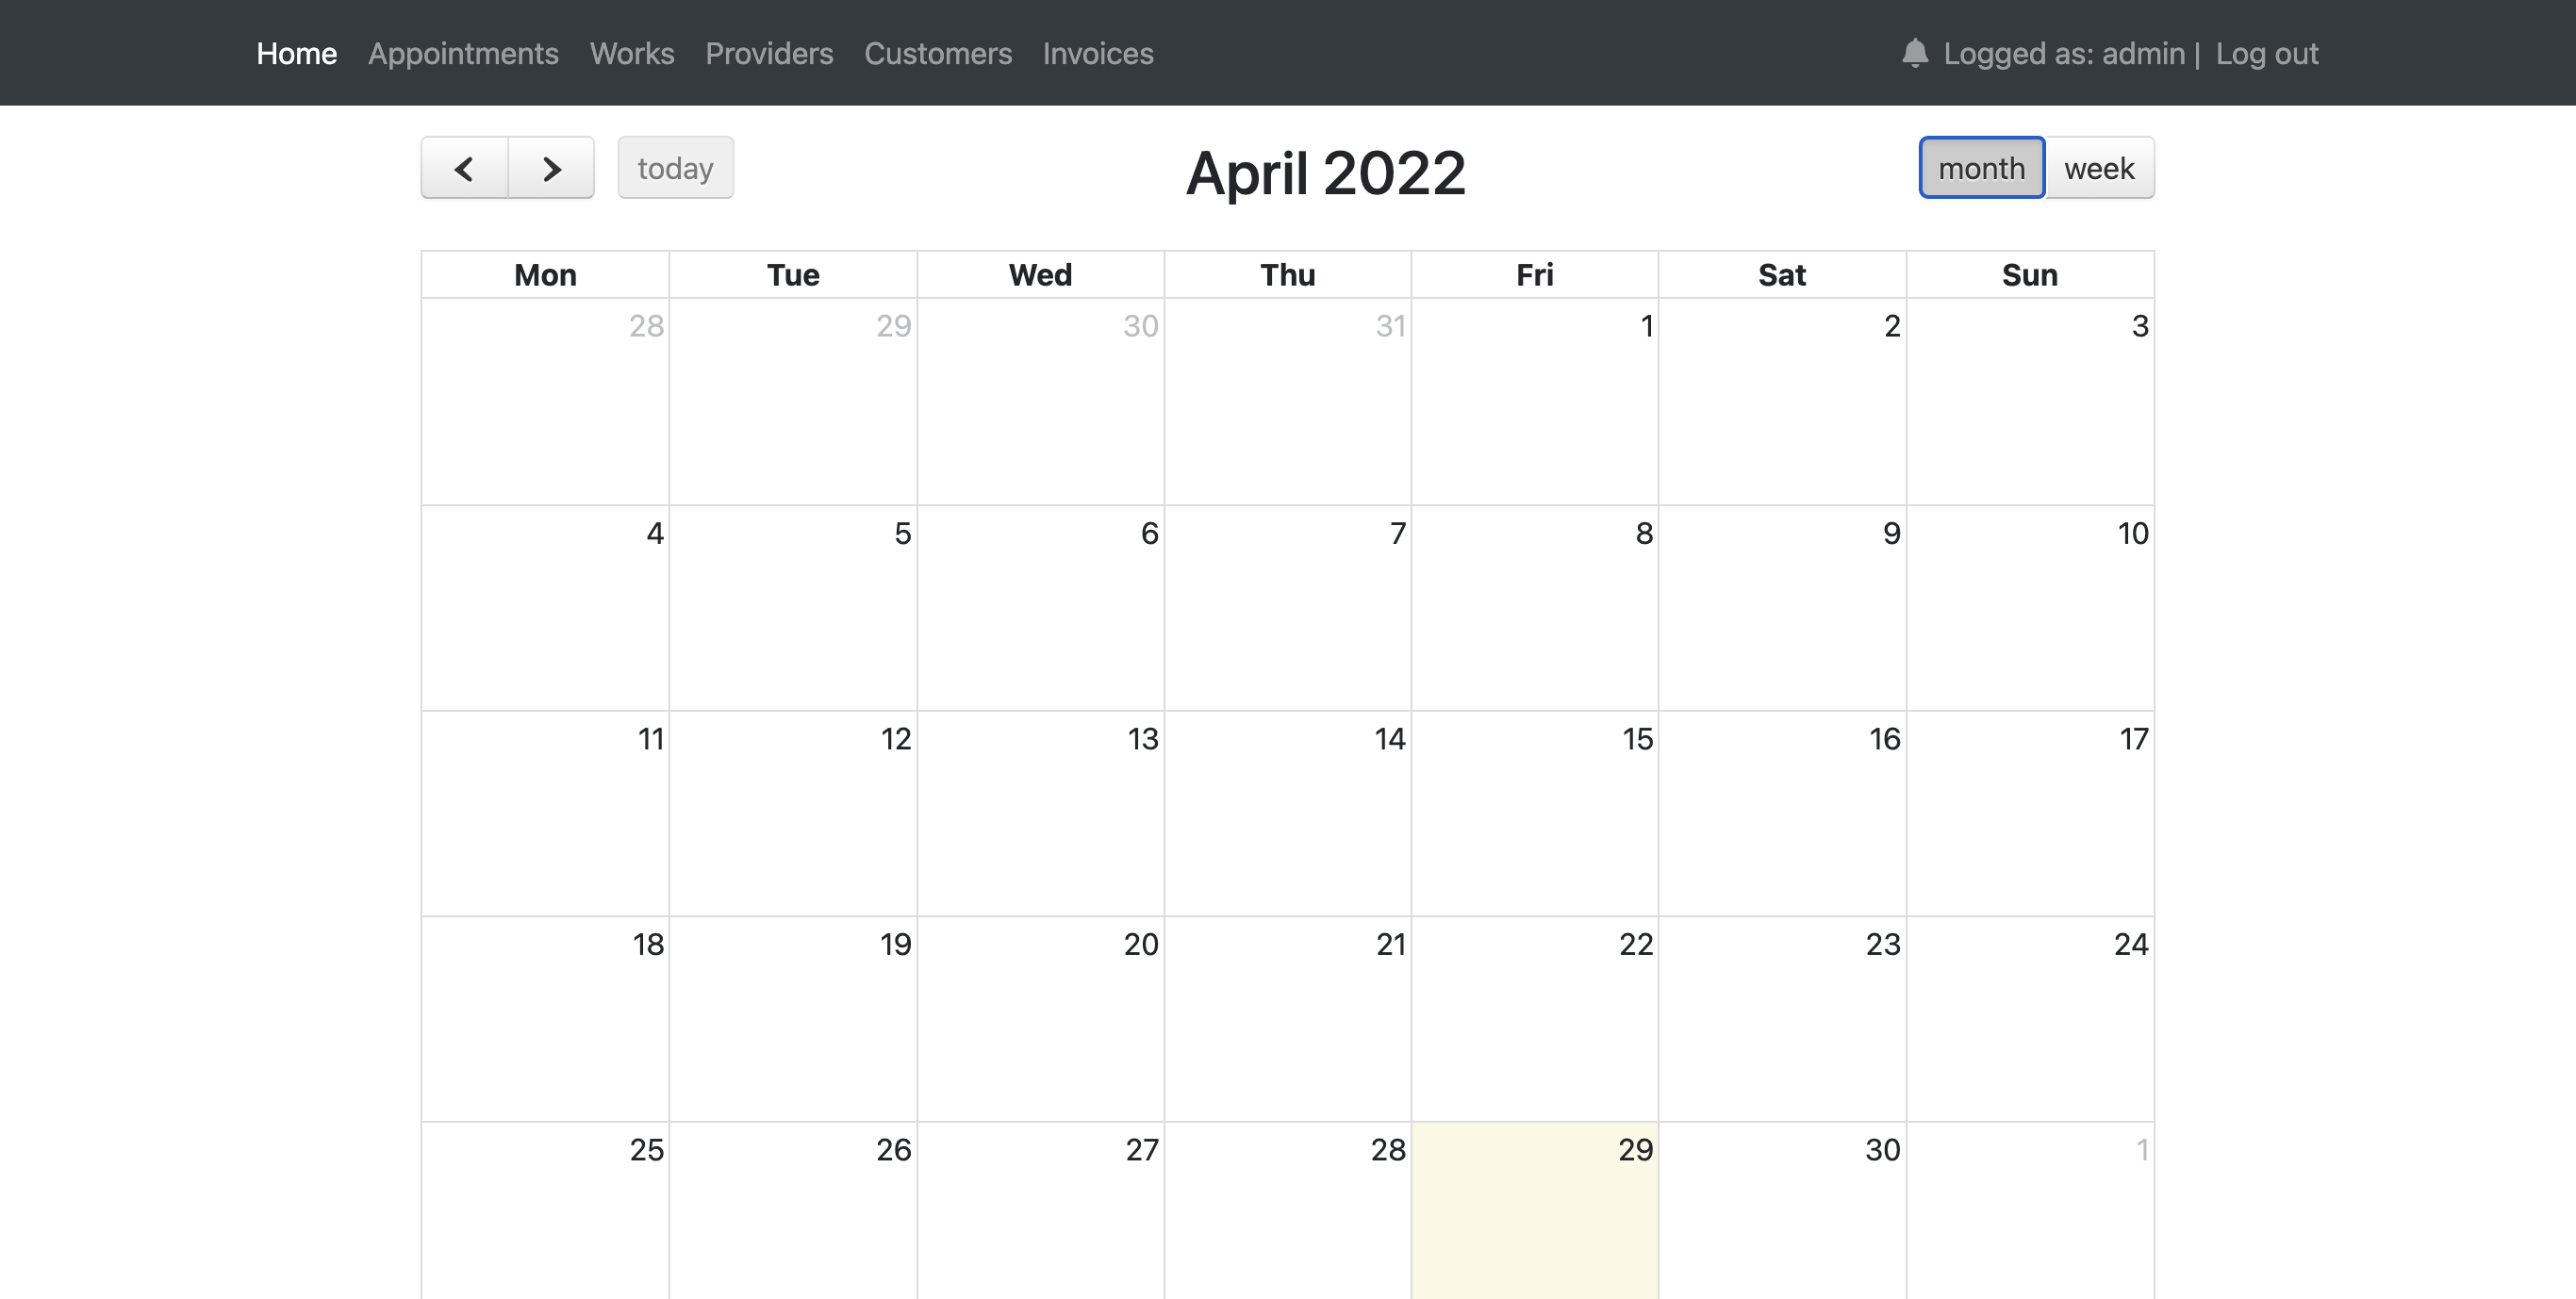 Home Appointments Works Providers Customers Invoices Logged as: admin | Log out
today April 2022 month week
Mon Tue Wed Thu Fri Sat Sun
28 29 30 31 1 2 3
4 5 6 7 8 9 10
11 12 13 14 15 16 17
18 19 20 21 22 23 24
25 26 27 28 29 30 1